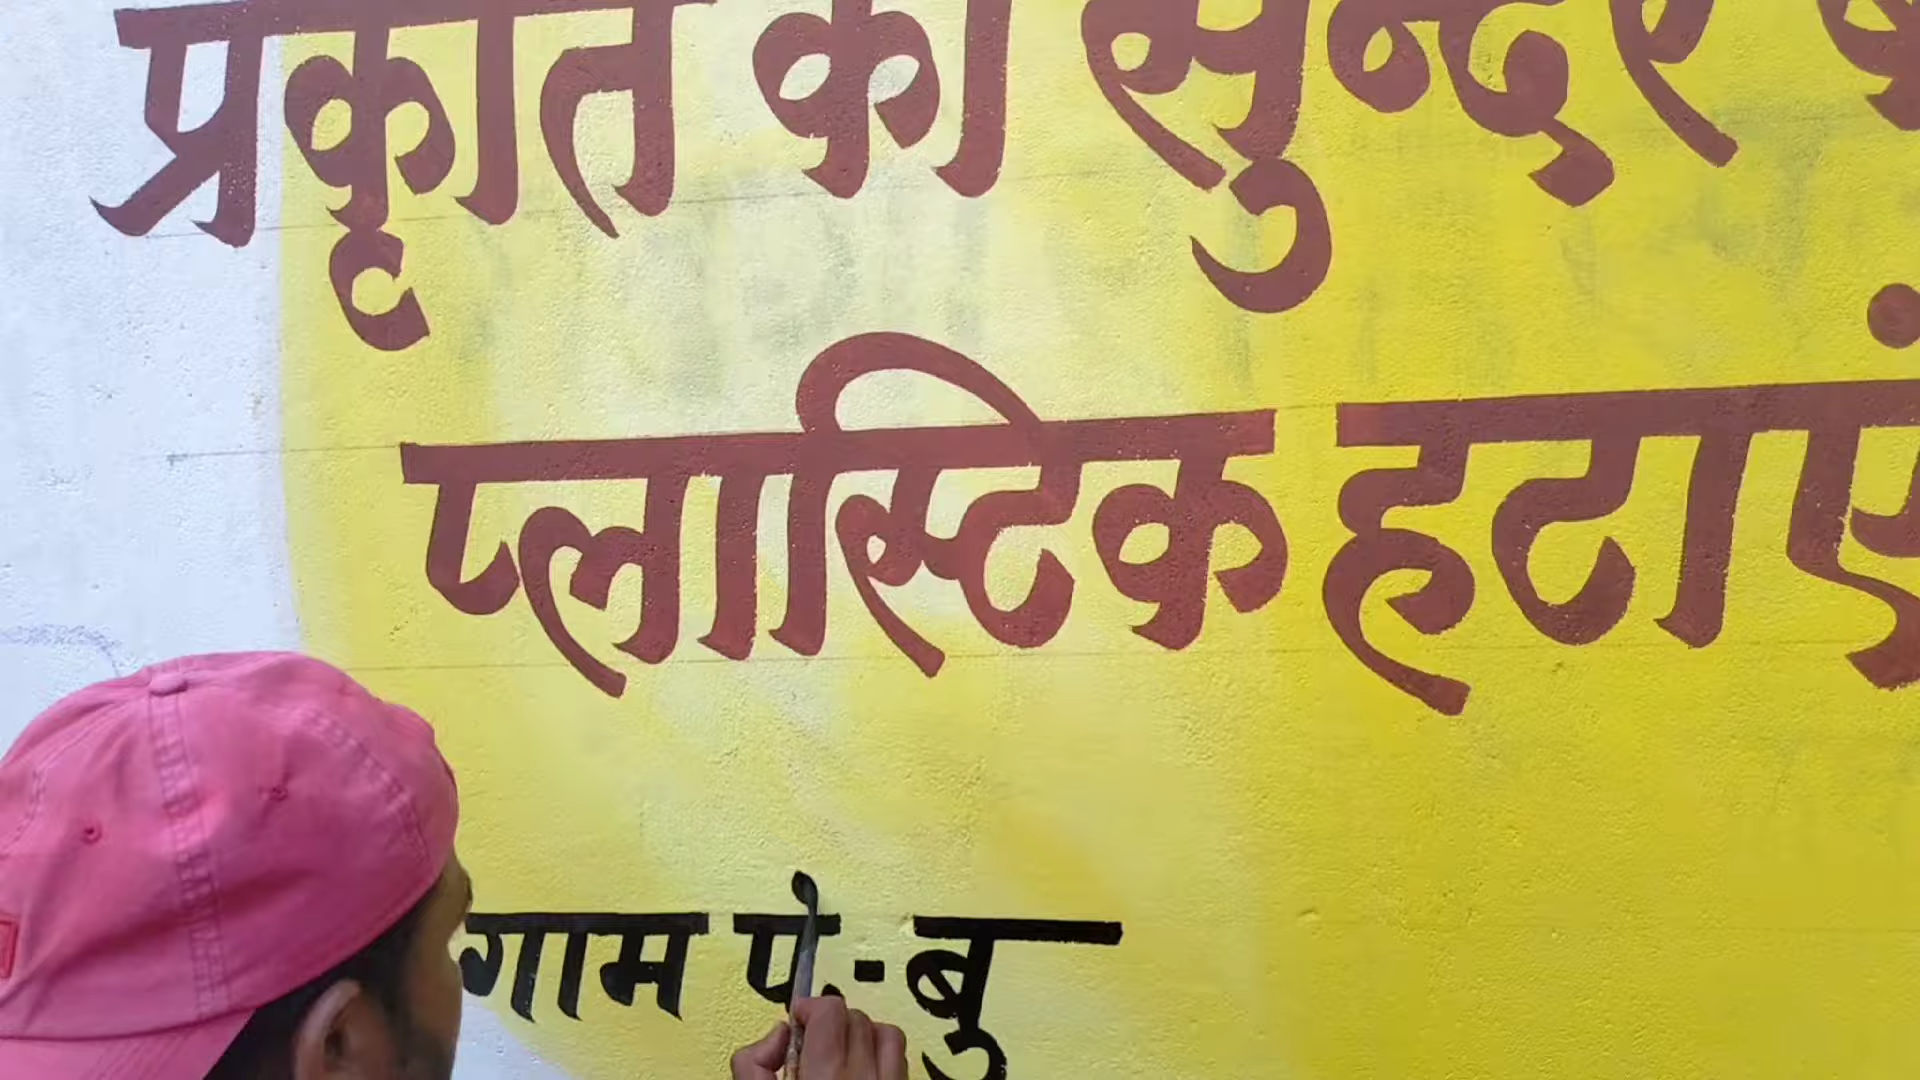 प्रकृति को सुन्दर
प्लास्टिक हटाएं
गाम पं.-बु